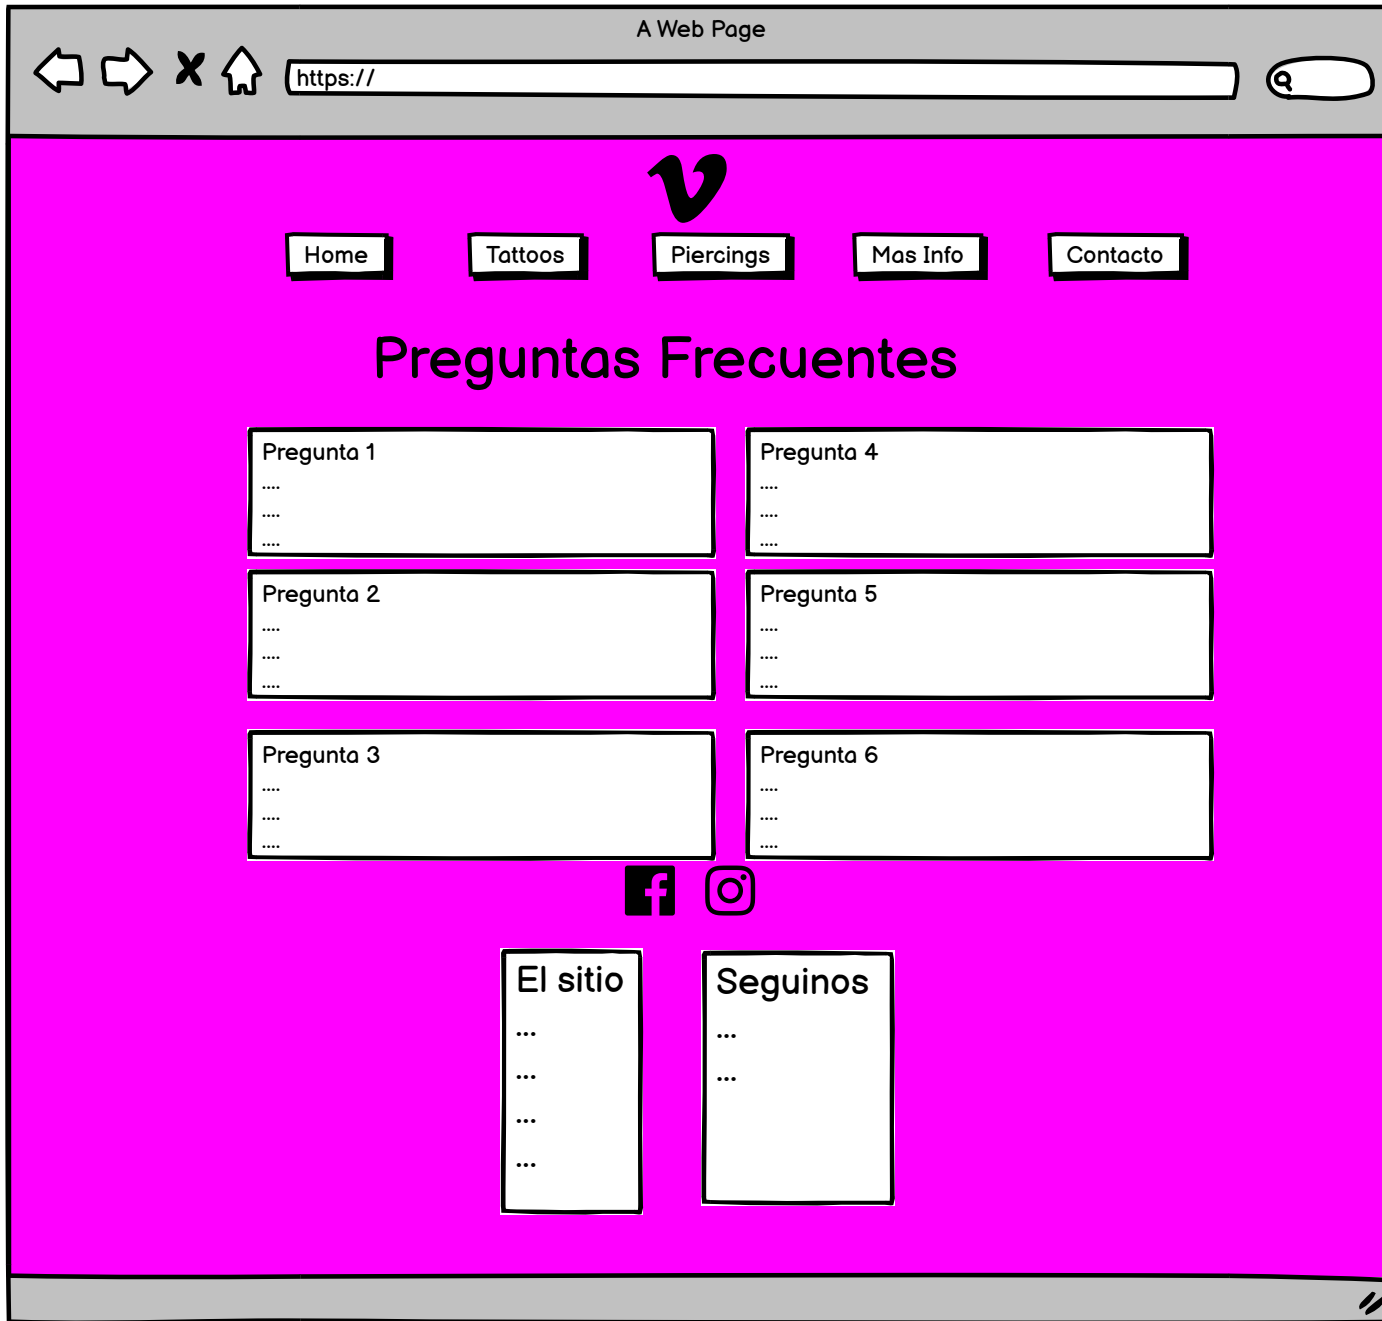 A Web Page
https://
v
Home
Tattoos
Piercings
Mas Info
Contacto
Preguntas Frecuentes
Pregunta 1
....
....
....
Pregunta 4
....
....
....
Pregunta 2
....
....
....
Pregunta 5
....
....
....
Pregunta 3
....
....
....
Pregunta 6
....
....
....
El sitio
...
...
...
...
Seguinos
...
...